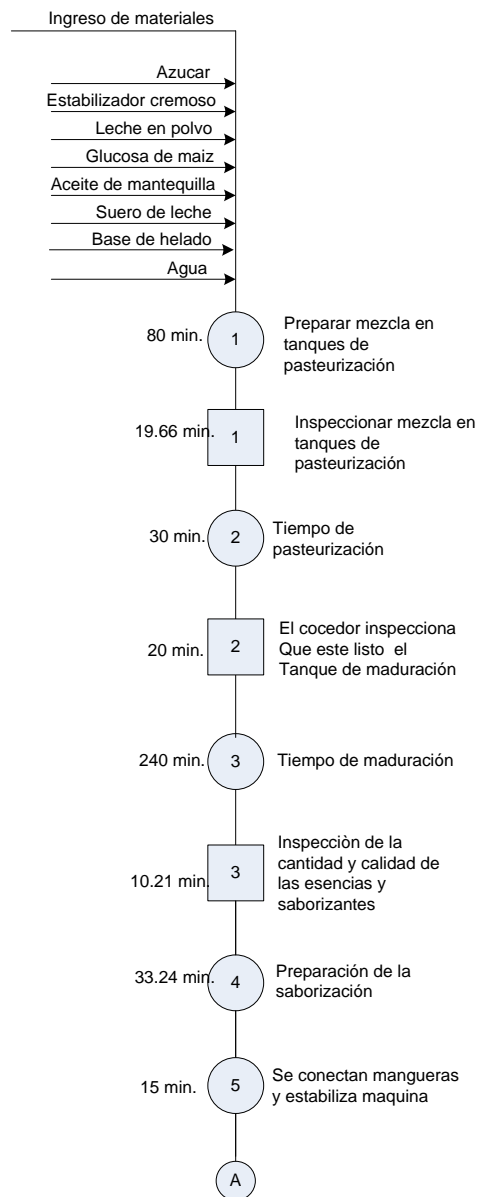 Ingreso de materiales
Azucar
Estabilizador cremoso
Leche en polvo
Glucosa de maiz
Aceite de mantequilla
Suero de leche
Base de helado
Agua
80 min.
1
Preparar mezcla en
tanques de
pasteurización
19.66 min.
1
Inspeccionar mezcla en
tanques de
pasteurización
30 min.
2
Tiempo de
pasteurización
20 min.
2
El cocedor inspecciona
Que este listo el
Tanque de maduración
240 min.
3
Tiempo de maduración
10.21 min.
3
Inspecciòn de la
cantidad y calidad de
las esencias y
saborizantes
33.24 min.
4
Preparación de la
saborización
15 min.
5
Se conectan mangueras
y estabiliza maquina
A